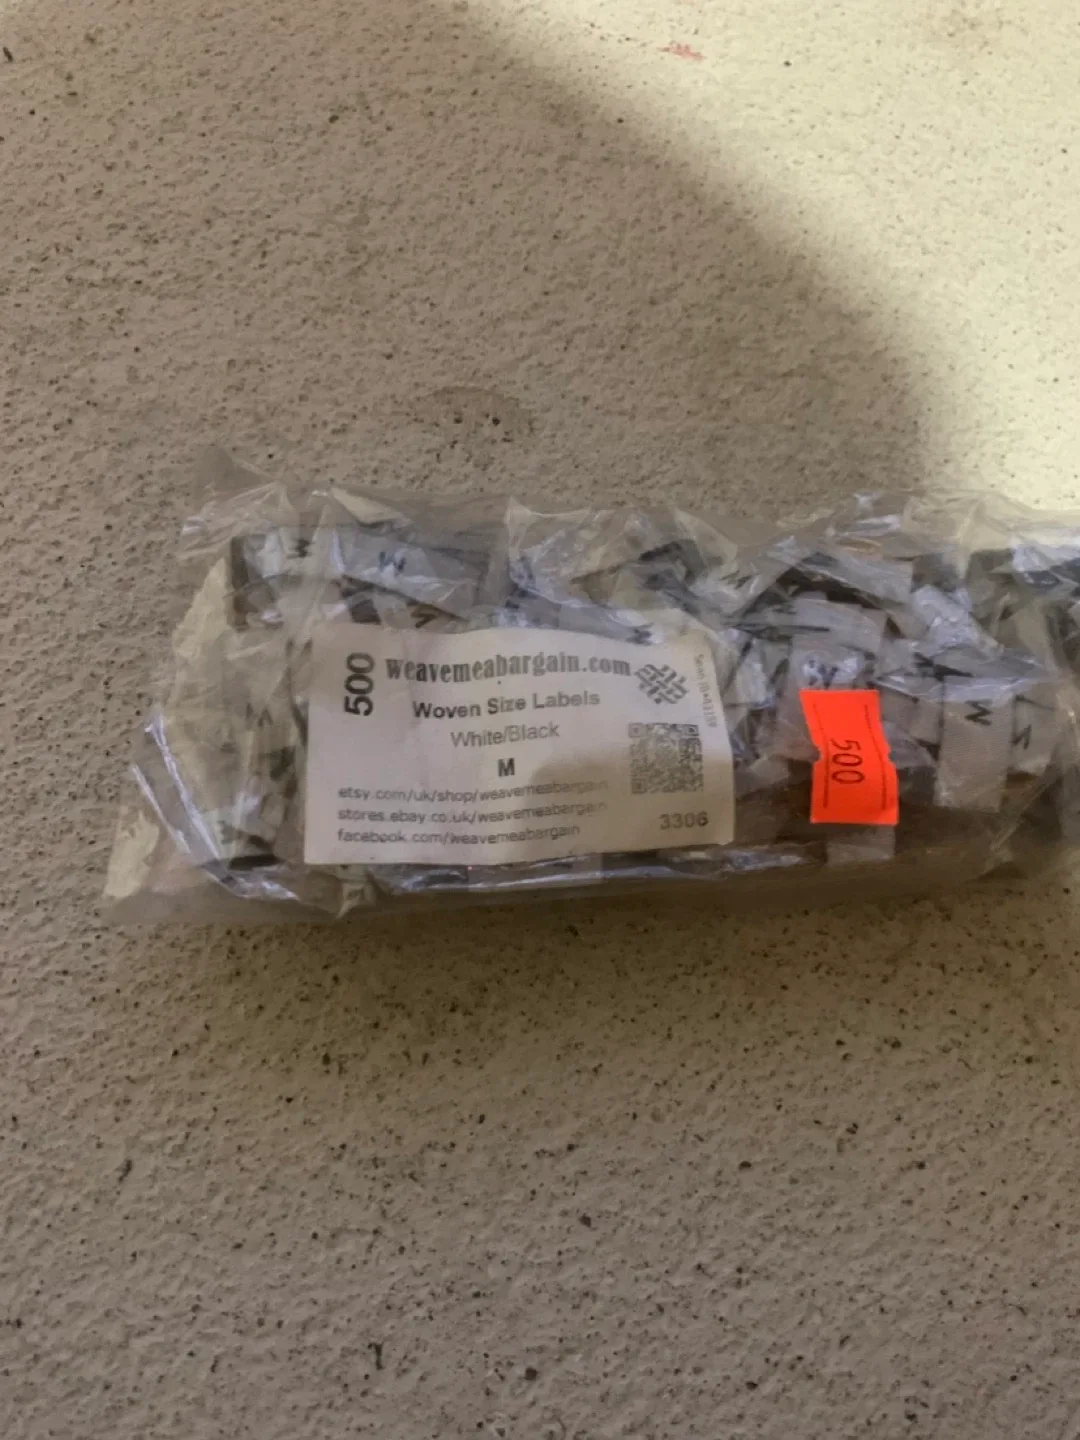 500
weavemeabargain.com
Woven Size Labels
White/Black
M
etsy.com/uk/shop/weavemeabargain
stores.ebay.co.uk/weavemeabargain
facebook.com/weavemeabargain
3306
500
M
M
M
M